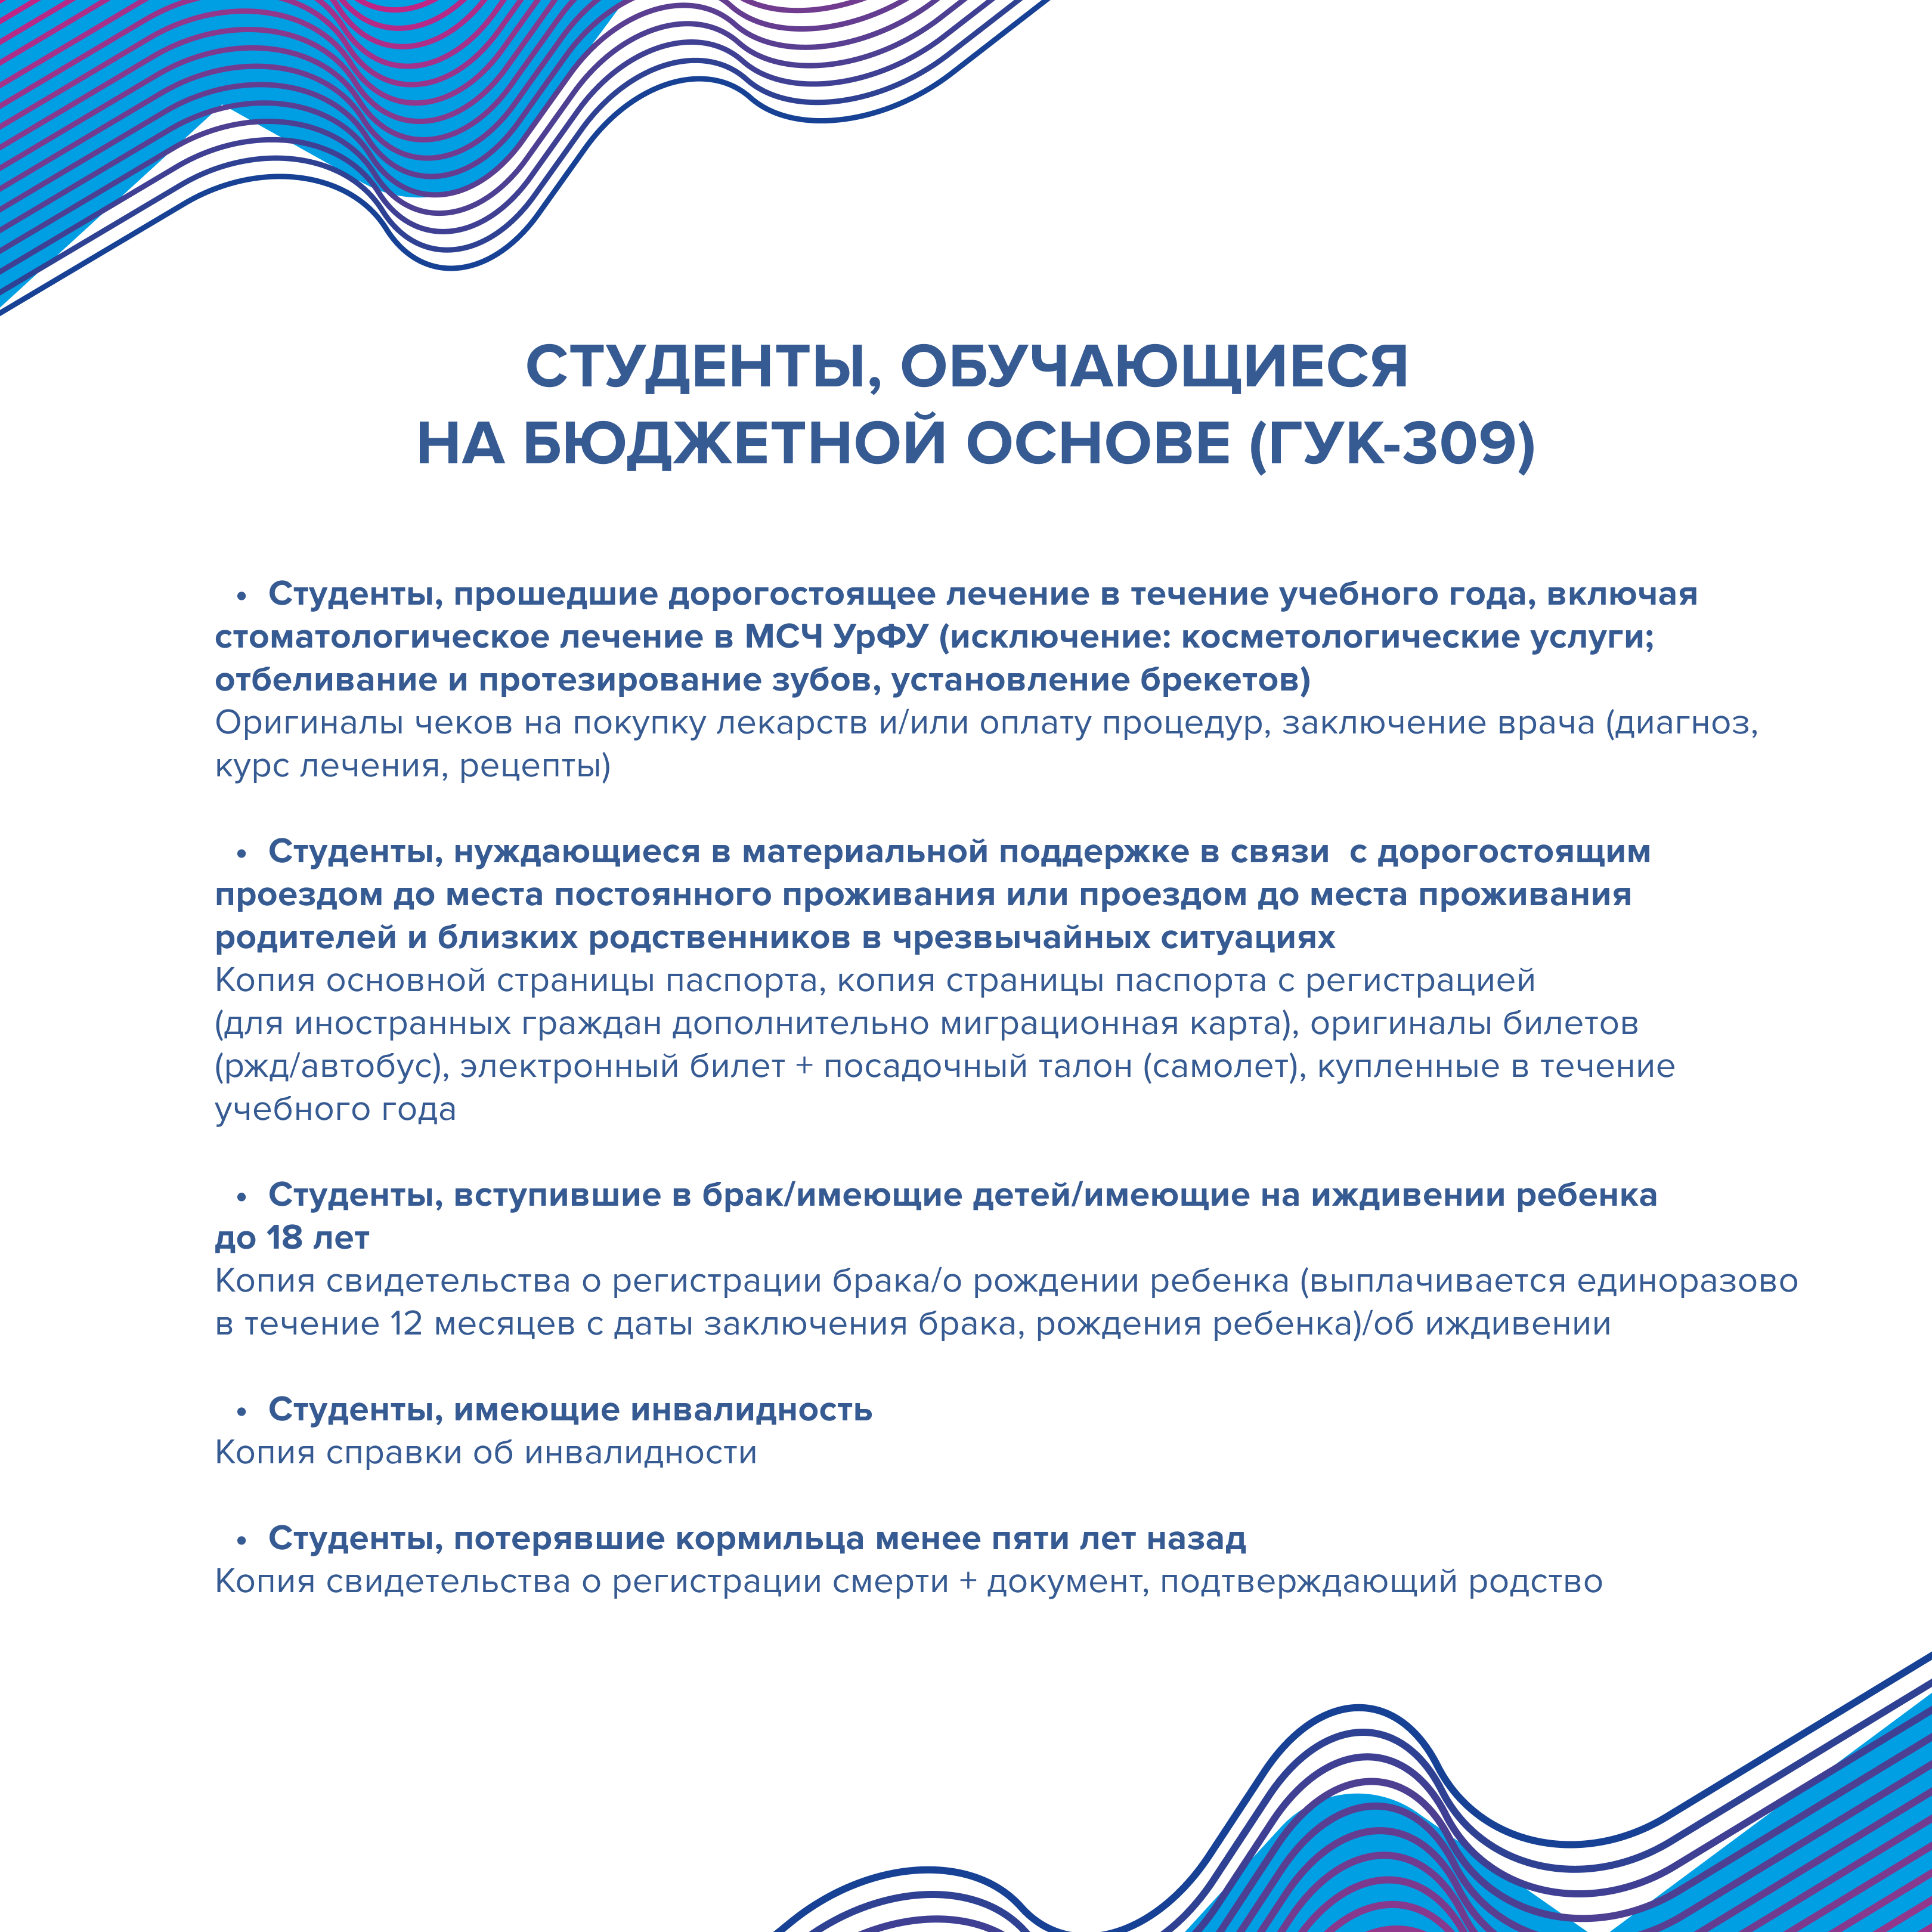 СТУДЕНТЫ, ОБУЧАЮЩИЕСЯ
НА БЮДЖЕТНОЙ ОСНОВЕ (ГУК-309)
• Студенты, прошедшие дорогостоящее лечение в течение учебного года, включая
стоматологическое лечение в МСЧ УрФУ (исключение: косметологические услуги;
отбеливание и протезирование зубов, установление брекетов)
Оригиналы чеков на покупку лекарств и/или оплату процедур, заключение врача (диагноз,
курс лечения, рецепты)
• Студенты, нуждающиеся в материальной поддержке в связи  с дорогостоящим
проездом до места постоянного проживания или проездом до места проживания
родителей и близких родственников в чрезвычайных ситуациях
Копия основной страницы паспорта, копия страницы паспорта с регистрацией
(для иностранных граждан дополнительно миграционная карта), оригиналы билетов
(ржд/автобус), электронный билет + посадочный талон (самолет), купленные в течение
учебного года
• Студенты, вступившие в брак/имеющие детей/имеющие на иждивении ребенка
до 18 лет
Копия свидетельства о регистрации брака/о рождении ребенка (выплачивается единоразово
в течение 12 месяцев с даты заключения брака, рождения ребенка)/об иждивении
• Студенты, имеющие инвалидность
Копия справки об инвалидности
• Студенты, потерявшие кормильца менее пяти лет назад
Копия свидетельства о регистрации смерти + документ, подтверждающий родство